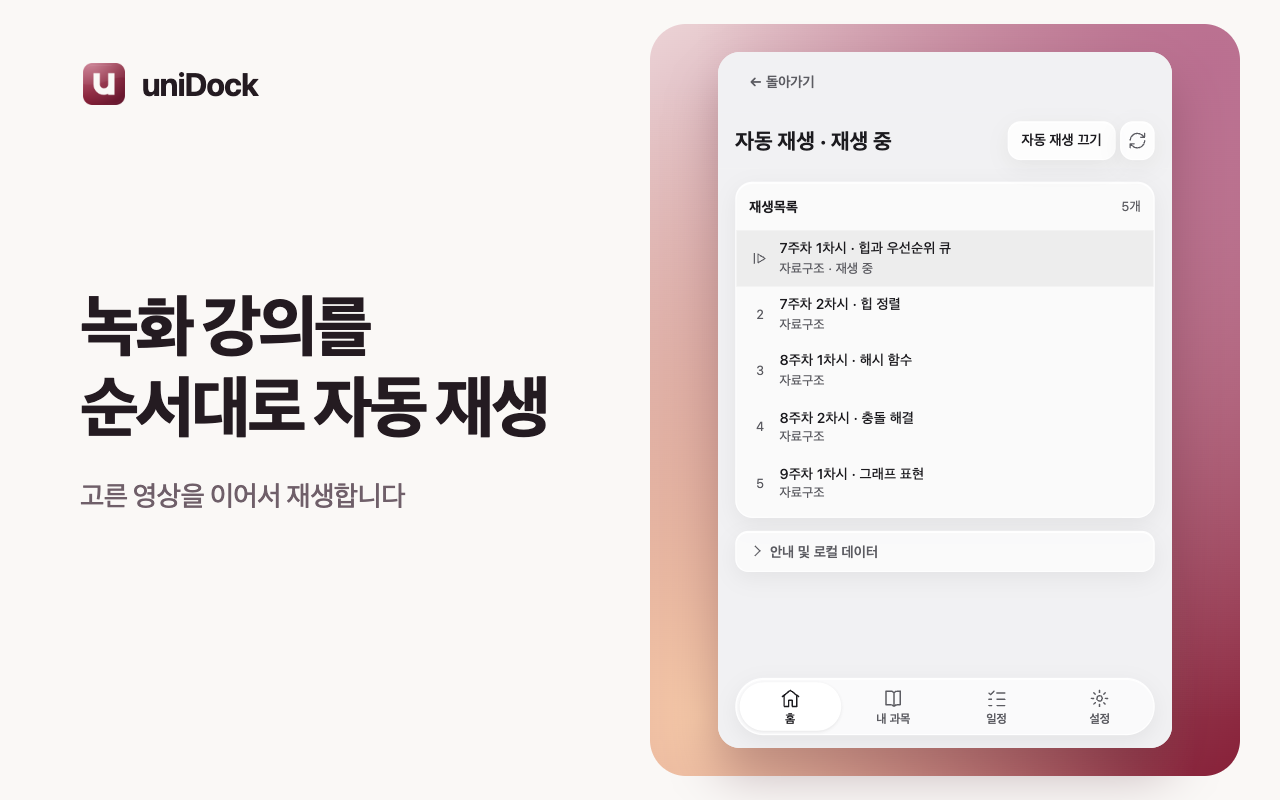 uniDock
녹화 강의를
순서대로 자동 재생
고른 영상을 이어서 재생합니다
← 돌아가기
자동 재생 · 재생 중
자동 재생 끄기
재생목록
5개
7주차 1차시 · 힙과 우선순위 큐
자료구조 · 재생 중
2
7주차 2차시 · 힙 정렬
자료구조
3
8주차 1차시 · 해시 함수
자료구조
4
8주차 2차시 · 충돌 해결
자료구조
5
9주차 1차시 · 그래프 표현
자료구조
안내 및 로컬 데이터
홈
내 과목
일정
설정